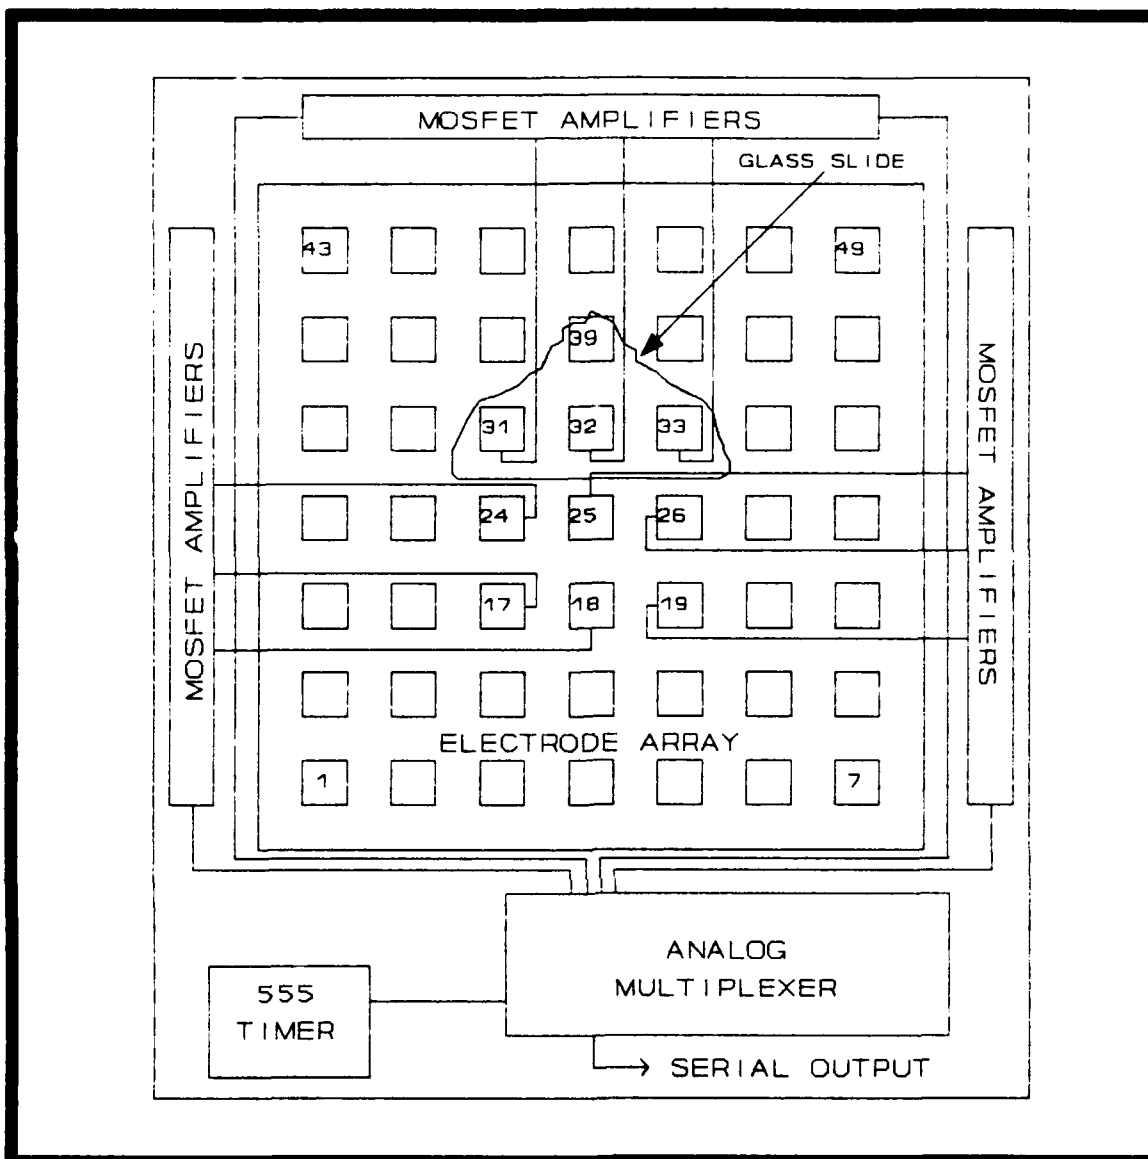 MOSFET AMPLIFIERS
GLASS SLIDE
43
49
39
MOSFET AMPLIFIERS
MOSFET AMPLIFIERS
31
32
33
24
25
26
17
18
19
ELECTRODE ARRAY
1
7
ANALOG
MULTIPLEXER
555
TIMER
SERIAL OUTPUT